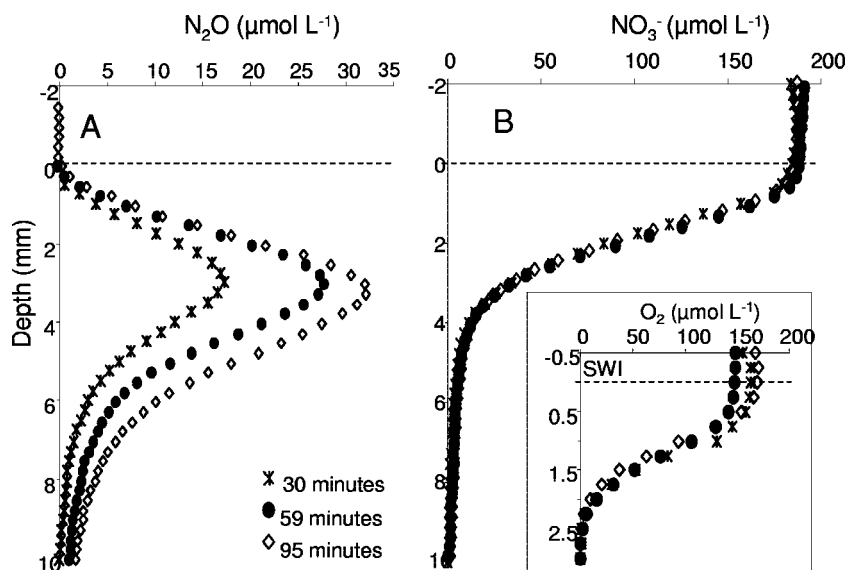 N₂O (µmol L⁻¹)
0 5 10 15 20 25 30 35
-2
0
2
4
6
8
10
Depth (mm)
A
30 minutes
59 minutes
95 minutes
NO₃⁻ (µmol L⁻¹)
0 50 100 150 200
-2
0
2
4
6
8
1
B
O₂ (µmol L⁻¹)
0 50 100 150 200
-0.5
SWI
0.5
1.5
2.5